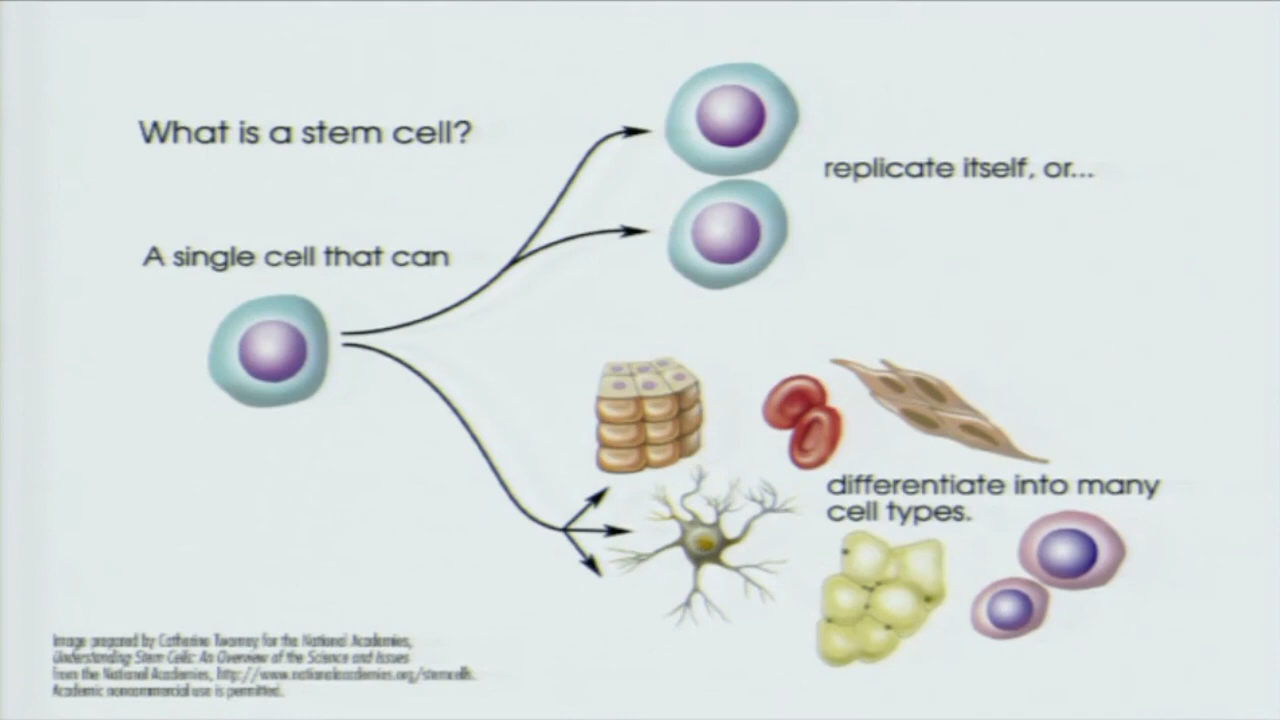 What is a stem cell?
A single cell that can
replicate itself, or...
differentiate into many
cell types.
Image prepared by Catherine Twomey for the National Academies,
Understanding Stem Cells: An Overview of the Science and Issues
from the National Academies, http://www.nationalacademies.org/stemcells.
Academic noncommercial use is permitted.